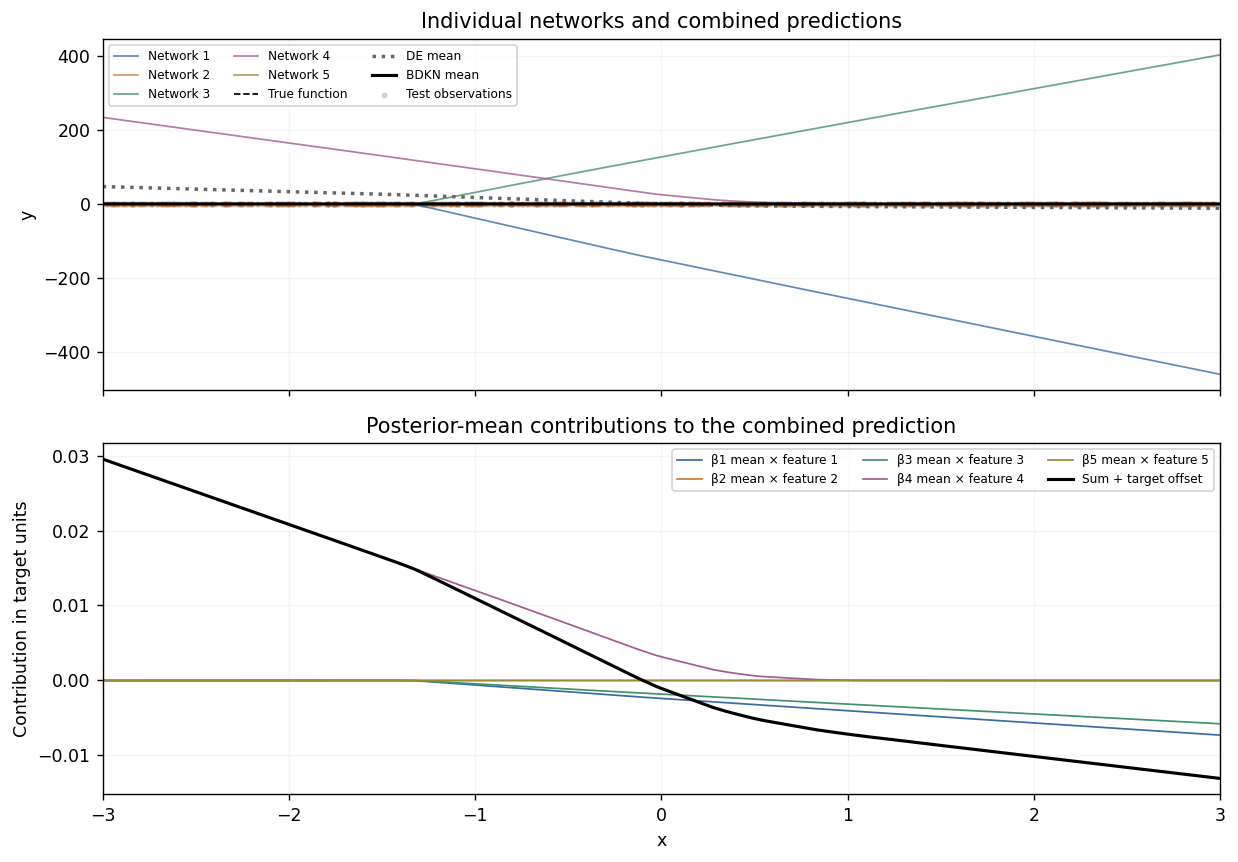 Individual networks and combined predictions
400
200
0
−200
−400
y
Network 1
Network 2
Network 3
Network 4
Network 5
True function
DE mean
BDKN mean
Test observations
Posterior-mean contributions to the combined prediction
0.03
0.02
0.01
0.00
−0.01
Contribution in target units
β1 mean × feature 1
β2 mean × feature 2
β3 mean × feature 3
β4 mean × feature 4
β5 mean × feature 5
Sum + target offset
−3
−2
−1
0
1
2
3
x